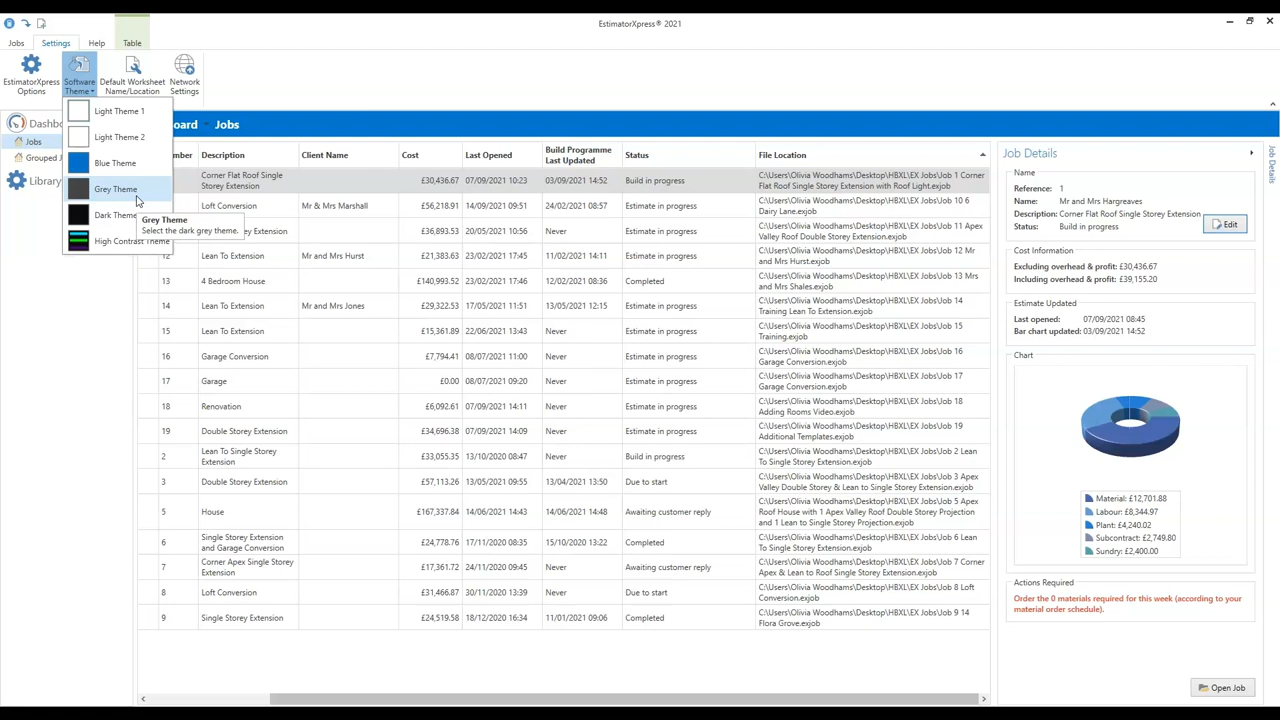 EstimatorXpress® 2021
Jobs Settings Help Table
EstimatorXpress Options
Software Theme
Default Worksheet Name/Location
Network Settings
Light Theme 1
Light Theme 2
Blue Theme
Grey Theme
Dark Theme
High Contrast Theme
Grey Theme
Select the dark grey theme.
Dashbo
Jobs
Grouped J
Library
oard Jobs
mber Description Client Name Cost Last Opened Build Programme Last Updated Status File Location
Corner Flat Roof Single Storey Extension £30,436.67 07/09/2021 10:23 03/09/2021 14:52 Build in progress C:\Users\Olivia Woodhams\Desktop\HBXL\EX Jobs\Job 1 Corner Flat Roof Single Storey Extension with Roof Light.exjob
Loft Conversion Mr & Mrs Marshall £56,218.91 14/09/2021 09:51 24/02/2021 08:57 Estimate in progress C:\Users\Olivia Woodhams\Desktop\HBXL\EX Jobs\Job 10 6 Dairy Lane.exjob
Extension £36,893.53 20/05/2021 10:56 Never Estimate in progress C:\Users\Olivia Woodhams\Desktop\HBXL\EX Jobs\Job 11 Apex Valley Roof Double Storey Extension.exjob
12 Lean To Extension Mr and Mrs Hurst £21,383.63 23/02/2021 17:45 11/02/2021 14:11 Estimate in progress C:\Users\Olivia Woodhams\Desktop\HBXL\EX Jobs\Job 12 Mr and Mrs Hurst.exjob
13 4 Bedroom House £140,993.52 23/02/2021 17:46 12/02/2021 08:36 Completed C:\Users\Olivia Woodhams\Desktop\HBXL\EX Jobs\Job 13 Mrs and Mrs Shales.exjob
14 Lean To Extension Mr and Mrs Jones £29,322.53 17/05/2021 11:51 13/05/2021 12:15 Estimate in progress C:\Users\Olivia Woodhams\Desktop\HBXL\EX Jobs\Job 14 Training Lean To Extension.exjob
15 Lean To Extension £15,361.89 22/06/2021 13:43 Never Estimate in progress C:\Users\Olivia Woodhams\Desktop\HBXL\EX Jobs\Job 15 Training.exjob
16 Garage Conversion £7,794.41 08/07/2021 11:00 Never Estimate in progress C:\Users\Olivia Woodhams\Desktop\HBXL\EX Jobs\Job 16 Garage Conversion.exjob
17 Garage £0.00 08/07/2021 09:20 Never Estimate in progress C:\Users\Olivia Woodhams\Desktop\HBXL\EX Jobs\Job 17 Garage Conversion.exjob
18 Renovation £6,092.61 07/09/2021 14:11 Never Estimate in progress C:\Users\Olivia Woodhams\Desktop\HBXL\EX Jobs\Job 18 Adding Rooms Video.exjob
19 Double Storey Extension £34,696.38 07/09/2021 14:09 Never Estimate in progress C:\Users\Olivia Woodhams\Desktop\HBXL\EX Jobs\Job 19 Additional Templates.exjob
2 Lean To Single Storey Extension £33,055.35 13/10/2020 08:47 Never Build in progress C:\Users\Olivia Woodhams\Desktop\HBXL\EX Jobs\Job 2 Lean To Single Storey Extension.exjob
3 Double Storey Extension £57,113.26 13/05/2021 09:55 13/04/2021 13:50 Due to start C:\Users\Olivia Woodhams\Desktop\HBXL\EX Jobs\Job 3 Apex Valley Double Storey & Lean to Single Storey Extension.exjob
5 House £167,337.84 14/06/2021 14:43 14/06/2021 14:48 Awaiting customer reply C:\Users\Olivia Woodhams\Desktop\HBXL\EX Jobs\Job 5 Apex Roof House with 1 Apex Valley Roof Double Storey Projection and 1 Lean to Single Storey Projection.exjob
6 Single Storey Extension and Garage Conversion £24,778.76 17/11/2020 08:35 15/10/2020 13:22 Completed C:\Users\Olivia Woodhams\Desktop\HBXL\EX Jobs\Job 6 Lean To Single Storey Extension.exjob
7 Corner Apex Single Storey Extension £17,361.72 24/11/2020 09:45 Never Awaiting customer reply C:\Users\Olivia Woodhams\Desktop\HBXL\EX Jobs\Job 7 Corner Apex & Lean to Roof Single Storey Extension.exjob
8 Loft Conversion £31,466.87 30/11/2020 13:39 Never Due to start C:\Users\Olivia Woodhams\Desktop\HBXL\EX Jobs\Job 8 Loft Conversion.exjob
9 Single Storey Extension £24,519.58 18/12/2020 16:34 11/01/2021 09:06 Completed C:\Users\Olivia Woodhams\Desktop\HBXL\EX Jobs\Job 9 14 Flora Grove.exjob
Job Details
Job Details
Name
Reference: 1
Name: Mr and Mrs Hargreaves
Description: Corner Flat Roof Single Storey Extension
Status: Build in progress
Edit
Cost Information
Excluding overhead & profit: £30,436.67
Including overhead & profit: £39,155.20
Estimate Updated
Last opened: 07/09/2021 08:45
Bar chart updated: 03/09/2021 14:52
Chart
Material: £12,701.88
Labour: £8,344.97
Plant: £4,240.02
Subcontract: £2,749.80
Sundry: £2,400.00
Actions Required
Order the 0 materials required for this week (according to your
material order schedule).
Open Job